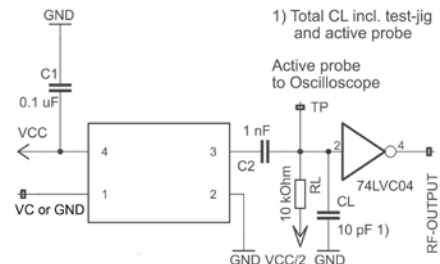 GND
1) Total CL incl. test-jig
and active probe
Active probe
to Oscilloscope
C1
0.1 uF
VCC
1 nF
TP
4
3
C2
2
4
74LVC04
10 kOhm
RL
CL
10 pF 1)
RF-OUTPUT
1
2
VC or GND
GND
VCC/2
GND